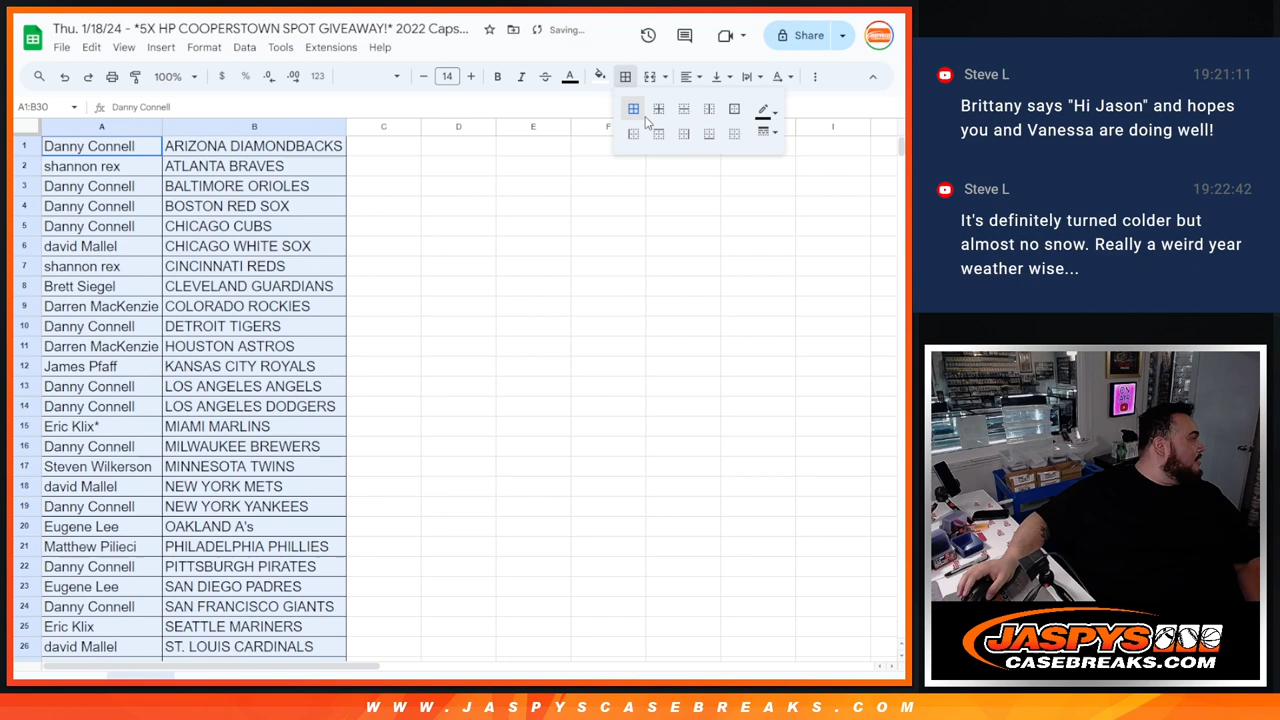 Thu. 1/18/24 - *5X HP COOPERSTOWN SPOT GIVEAWAY!* 2022 Caps...
Saving...
Share
File Edit View Insert Format Data Tools Extensions Help
100% $ % .0 .00 123 14 B I S A
A1:B30 fx Danny Connell
A B C D E F I
1 Danny Connell ARIZONA DIAMONDBACKS
2 shannon rex ATLANTA BRAVES
3 Danny Connell BALTIMORE ORIOLES
4 Danny Connell BOSTON RED SOX
5 Danny Connell CHICAGO CUBS
6 david Mallel CHICAGO WHITE SOX
7 shannon rex CINCINNATI REDS
8 Brett Siegel CLEVELAND GUARDIANS
9 Darren MacKenzie COLORADO ROCKIES
10 Danny Connell DETROIT TIGERS
11 Darren MacKenzie HOUSTON ASTROS
12 James Pfaff KANSAS CITY ROYALS
13 Danny Connell LOS ANGELES ANGELS
14 Danny Connell LOS ANGELES DODGERS
15 Eric Klix* MIAMI MARLINS
16 Danny Connell MILWAUKEE BREWERS
17 Steven Wilkerson MINNESOTA TWINS
18 david Mallel NEW YORK METS
19 Danny Connell NEW YORK YANKEES
20 Eugene Lee OAKLAND A's
21 Matthew Pilieci PHILADELPHIA PHILLIES
22 Danny Connell PITTSBURGH PIRATES
23 Eugene Lee SAN DIEGO PADRES
24 Danny Connell SAN FRANCISCO GIANTS
25 Eric Klix SEATTLE MARINERS
26 david Mallel ST. LOUIS CARDINALS
Steve L 19:21:11
Brittany says "Hi Jason" and hopes
you and Vanessa are doing well!
Steve L 19:22:42
It's definitely turned colder but
almost no snow. Really a weird year
weather wise...
ON AIR
JASPYS
CASEBREAKS.COM
WWW.JASPYSCASEBREAKS.COM